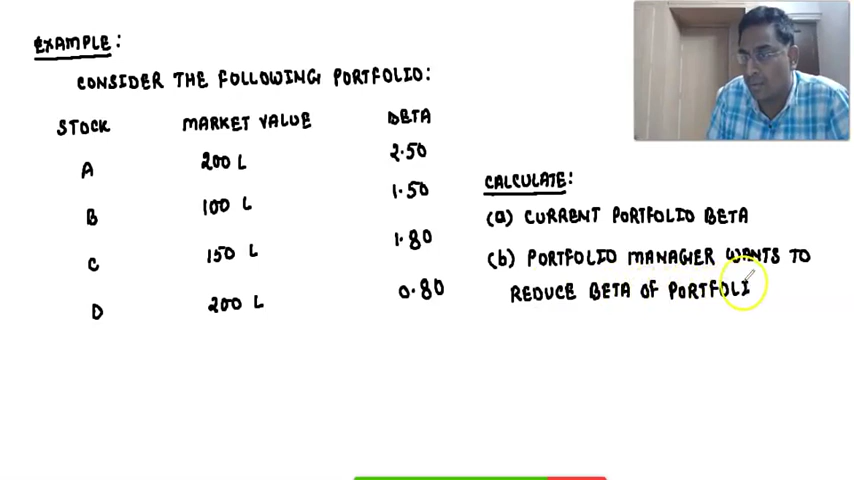 EXAMPLE:
CONSIDER THE FOLLOWING PORTFOLIO:
STOCK MARKET VALUE BETA
A 200 L 2.50
B 100 L 1.50
C 150 L 1.80
D 200 L 0.80
CALCULATE:
(a) CURRENT PORTFOLIO BETA
(b) PORTFOLIO MANAGER WANTS TO
REDUCE BETA OF PORTFOLI